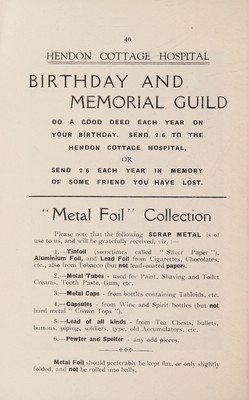 40
HENDON COTTAGE HOSPITAL
BIRTHDAY AND
MEMORIAL GUILD
DO A GOOD DEED EACH YEAR ON
YOUR BIRTHDAY. SEND 2/6 TO THE
HENDON COTTAGE HOSPITAL,
OR
SEND 2/6 EACH YEAR IN MEMORY
OF SOME FRIEND YOU HAVE LOST.
"Metal Foil" Collection
Please note that the following SCRAP METAL is of
use to us, and will be gratefully received, viz. :—
1.—Tinfoil (sometimes called "Silver Paper"),
Aluminium Foil, and Lead Foil from Cigarettes, Chocolates,
etc., also from Tobacco (but not lead-coated paper).
2.—Metal Tubes - used for Paint, Shaving and Toilet
Creams, Tooth Paste, Gum, etc.
3.—Metal Caps - from bottles containing Tabloids, etc.
4.—Capsules - from Wine and Spirit bottles (but not
hard metal "Crown Tops").
5.—Lead of all kinds - from Tea Chests, bullets,
buttons, piping, soldiers, type, old Accumulators, etc.
6.—Pewter and Spelter - any odd pieces.
Metal Foil should preferably be kept flat, or only slightly
folded, and not be rolled into balls.